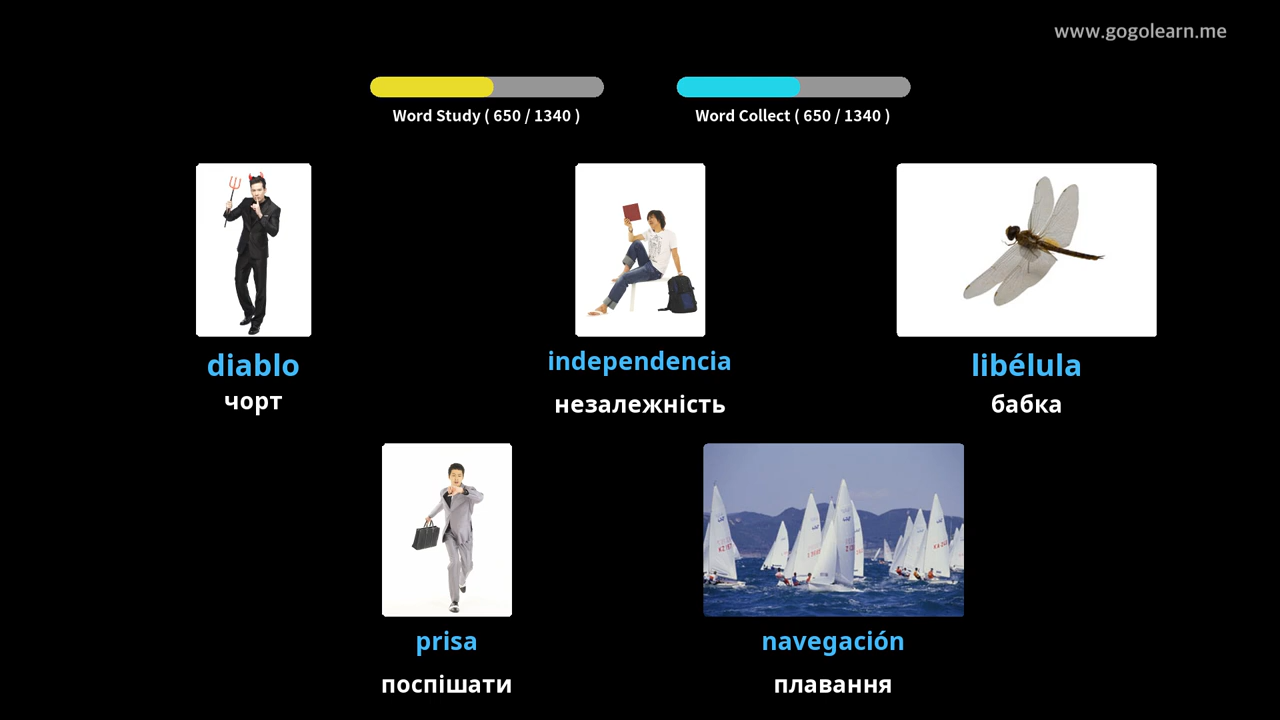 www.gogolearn.me
Word Study ( 650 / 1340 )
Word Collect ( 650 / 1340 )
diablo
чорт
independencia
незалежність
libélula
бабка
prisa
поспішати
navegación
плавання